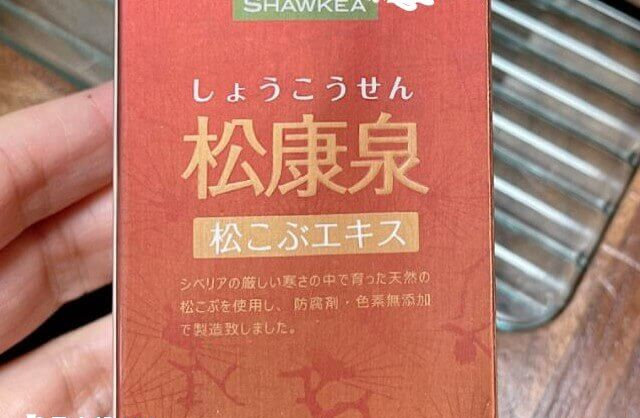 SHAWKEA
しょうこうせん
松康泉
松こぶエキス
シベリアの厳しい寒さの中で育った天然の
松こぶを使用し、防腐剤・色素無添加
で製造致しました。